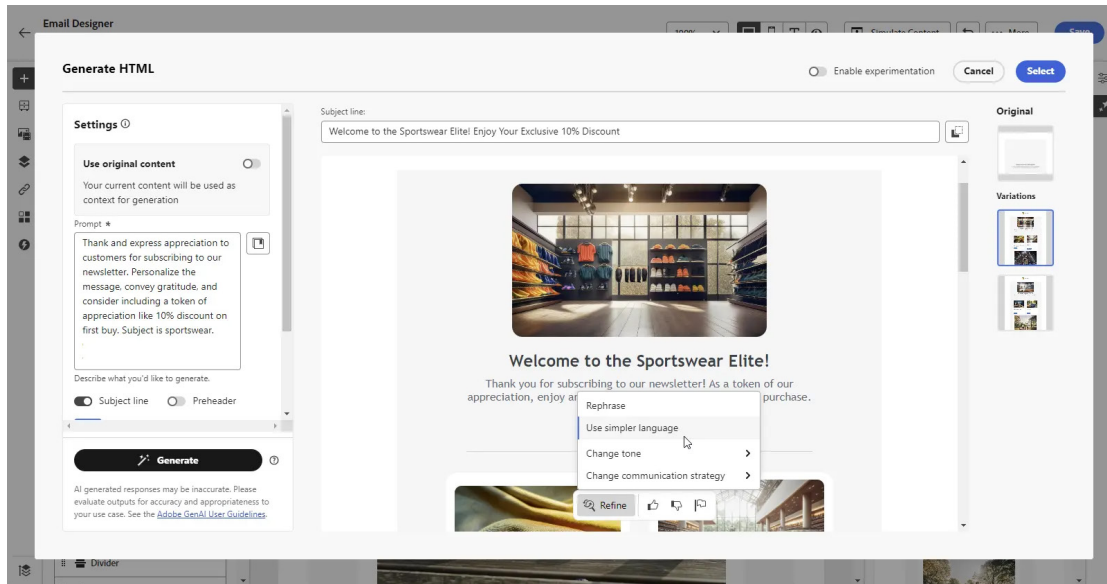 Email Designer
100%
Simulate Content
More
Save
Generate HTML
Enable experimentation
Cancel
Select
Settings
Use original content
Your current content will be used as
context for generation
Prompt *
Thank and express appreciation to
customers for subscribing to our
newsletter. Personalize the
message, convey gratitude, and
consider including a token of
appreciation like 10% discount on
first buy. Subject is sportswear.
Describe what you'd like to generate.
Subject line
Preheader
Generate
AI generated responses may be inaccurate. Please
evaluate outputs for accuracy and appropriateness to
your use case. See the Adobe GenAI User Guidelines.
Subject line:
Welcome to the Sportswear Elite! Enjoy Your Exclusive 10% Discount
Welcome to the Sportswear Elite!
Thank you for subscribing to our newsletter! As a token of our
appreciation, enjoy purchase.
Rephrase
Use simpler language
Change tone
Change communication strategy
Refine
Original
Variations
Divider